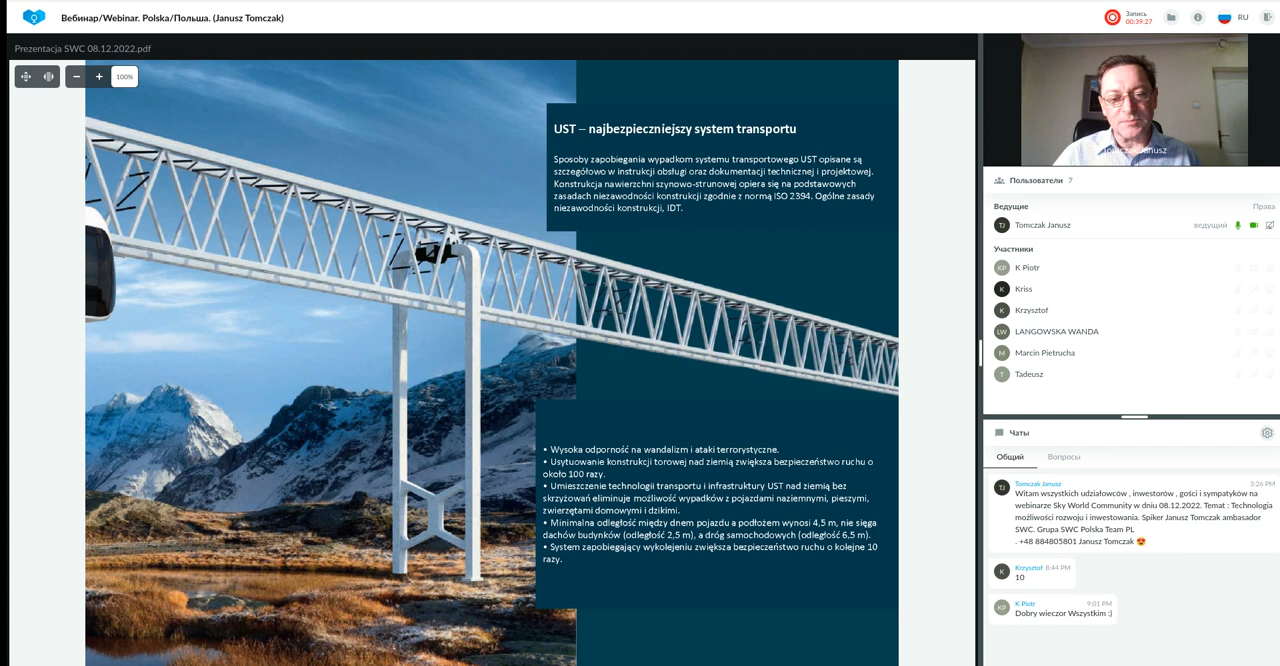 Вебинар/Webinar. Polska/Польша. (Janusz Tomczak)
Запись
00:39:27
RU
Prezentacja SWC 08.12.2022.pdf
100%
UST – najbezpieczniejszy system transportu
Sposoby zapobiegania wypadkom systemu transportowego UST opisane są
szczegółowo w instrukcji obsługi oraz dokumentacji technicznej i projektowej.
Konstrukcja nawierzchni szynowo-strunowej opiera się na podstawowych
zasadach niezawodności konstrukcji zgodnie z normą ISO 2394. Ogólne zasady
niezawodności konstrukcji, IDT.
• Wysoka odporność na wandalizm i ataki terrorystyczne.
• Usytuowanie konstrukcji torowej nad ziemią zwiększa bezpieczeństwo ruchu o
około 100 razy.
• Umieszczenie technologii transportu i infrastruktury UST nad ziemią bez
skrzyżowań eliminuje możliwość wypadków z pojazdami naziemnymi, pieszymi,
zwierzętami domowymi i dzikimi.
• Minimalna odległość między dnem pojazdu a podłożem wynosi 4,5 m, nie sięga
dachów budynków (odległość 2,5 m), a dróg samochodowych (odległość 6,5 m).
• System zapobiegający wykolejeniu zwiększa bezpieczeństwo ruchu o kolejne 10
razy.
Tomczak Janusz
Пользователи 7
Ведущие Права
TJ Tomczak Janusz ведущий
Участники
KP K Piotr
K Kriss
K Krzysztof
LW LANGOWSKA WANDA
M Marcin Pietrucha
T Tadeusz
Чаты
Общий Вопросы
TJ Tomczak Janusz 3:26 PM
Witam wszystkich udziałowców , inwestorów , gości i sympatyków na
webinarze Sky World Community w dniu 08.12.2022. Temat : Technologia
możliwości rozwoju i inwestowania. Spiker Janusz Tomczak ambasador
SWC. Grupa SWC Polska Team PL
. +48 884805801 Janusz Tomczak 😍
K Krzysztof 8:44 PM
10
KP K Piotr 9:01 PM
Dobry wieczor Wszystkim :)